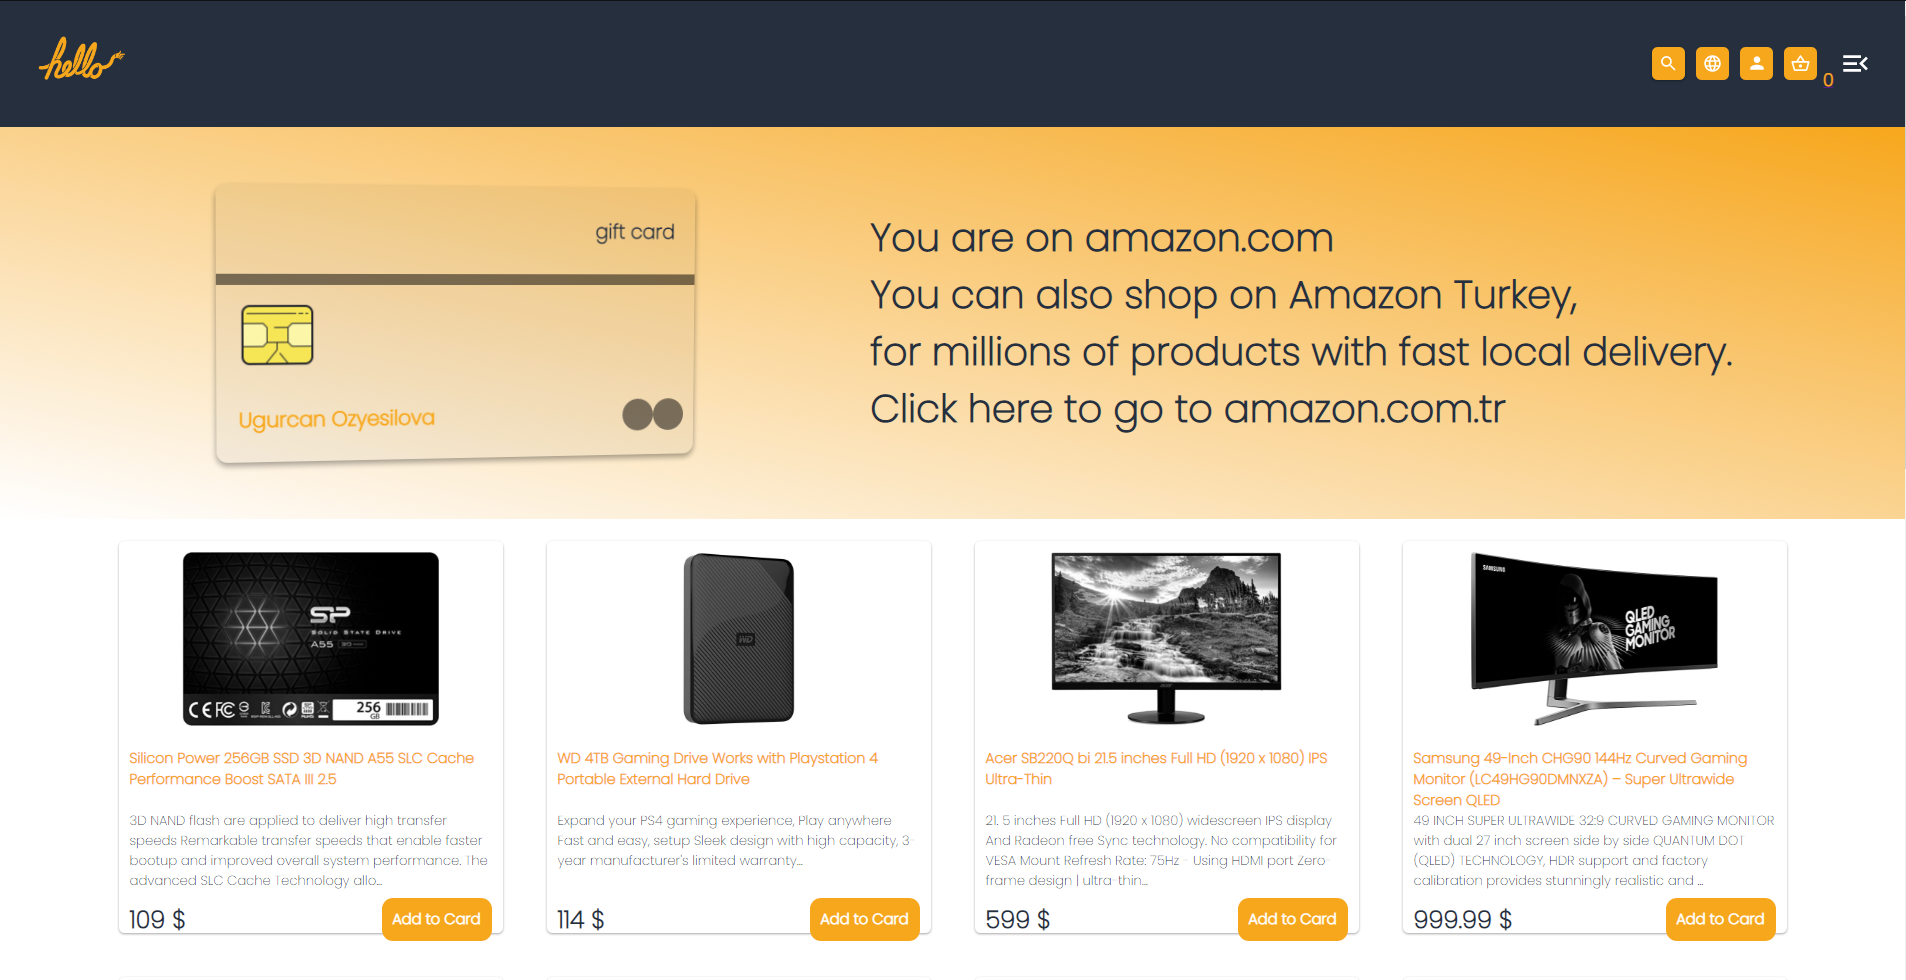 hello
0
gift card
Ugurcan Ozyesilova
You are on amazon.com
You can also shop on Amazon Turkey,
for millions of products with fast local delivery.
Click here to go to amazon.com.tr
SP
SOLID STATE DRIVE
A55
256
GB
Silicon Power 256GB SSD 3D NAND A55 SLC Cache
Performance Boost SATA III 2.5
3D NAND flash are applied to deliver high transfer
speeds Remarkable transfer speeds that enable faster
bootup and improved overall system performance. The
advanced SLC Cache Technology allo...
109 $
Add to Card
WD
WD 4TB Gaming Drive Works with Playstation 4
Portable External Hard Drive
Expand your PS4 gaming experience, Play anywhere
Fast and easy, setup Sleek design with high capacity, 3-
year manufacturer's limited warranty...
114 $
Add to Card
Acer SB220Q bi 21.5 inches Full HD (1920 x 1080) IPS
Ultra-Thin
21. 5 inches Full HD (1920 x 1080) widescreen IPS display
And Radeon free Sync technology. No compatibility for
VESA Mount Refresh Rate: 75Hz - Using HDMI port Zero-
frame design | ultra-thin...
599 $
Add to Card
SAMSUNG
QLED
GAMING
MONITOR
Samsung 49-Inch CHG90 144Hz Curved Gaming
Monitor (LC49HG90DMNXZA) – Super Ultrawide
Screen QLED
49 INCH SUPER ULTRAWIDE 32:9 CURVED GAMING MONITOR
with dual 27 inch screen side by side QUANTUM DOT
(QLED) TECHNOLOGY, HDR support and factory
calibration provides stunningly realistic and ...
999.99 $
Add to Card